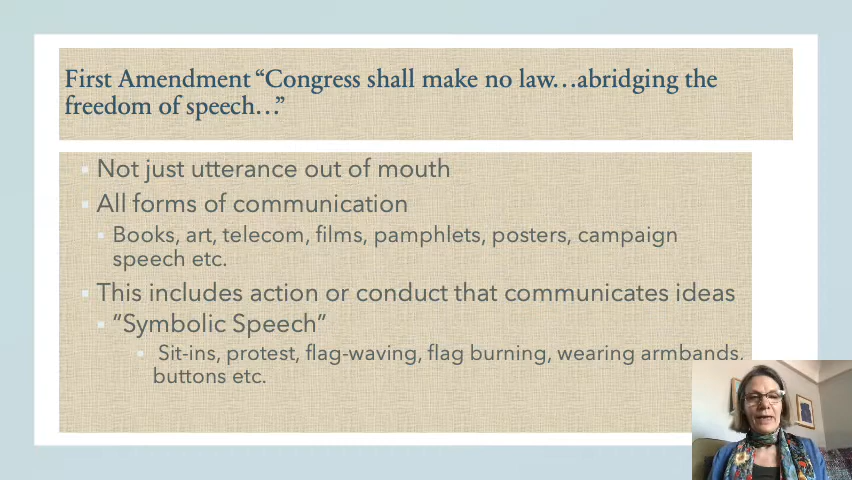 First Amendment “Congress shall make no law…abridging the
freedom of speech…”
Not just utterance out of mouth
All forms of communication
Books, art, telecom, films, pamphlets, posters, campaign
speech etc.
This includes action or conduct that communicates ideas
“Symbolic Speech”
Sit-ins, protest, flag-waving, flag burning, wearing armbands,
buttons etc.